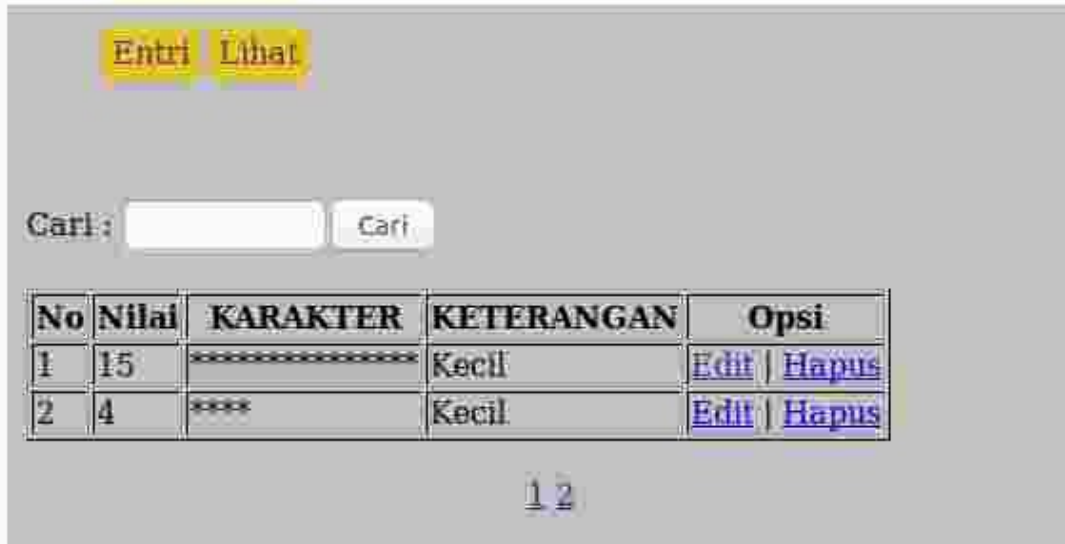 Entri Lihat
Cari : Cari
No Nilai KARAKTER KETERANGAN Opsi
1 15 *************** Kecil Edit | Hapus
2 4 **** Kecil Edit | Hapus
1 2